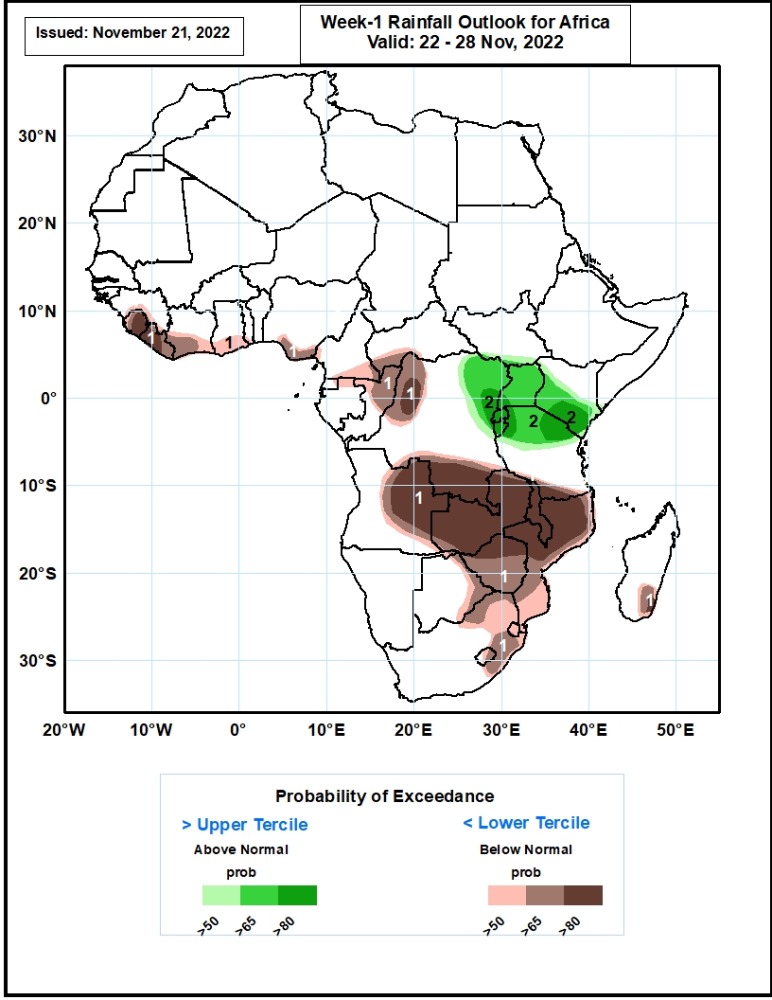 Issued: November 21, 2022
Week-1 Rainfall Outlook for Africa
Valid: 22 - 28 Nov, 2022
30°N
20°N
10°N
0°
10°S
20°S
30°S
1
1
1
1
1
2
2
2
1
1
1
1
20°W
10°W
0°
10°E
20°E
30°E
40°E
50°E
Probability of Exceedance
> Upper Tercile
< Lower Tercile
Above Normal
Below Normal
prob
prob
>50
>65
>80
>50
>65
>80